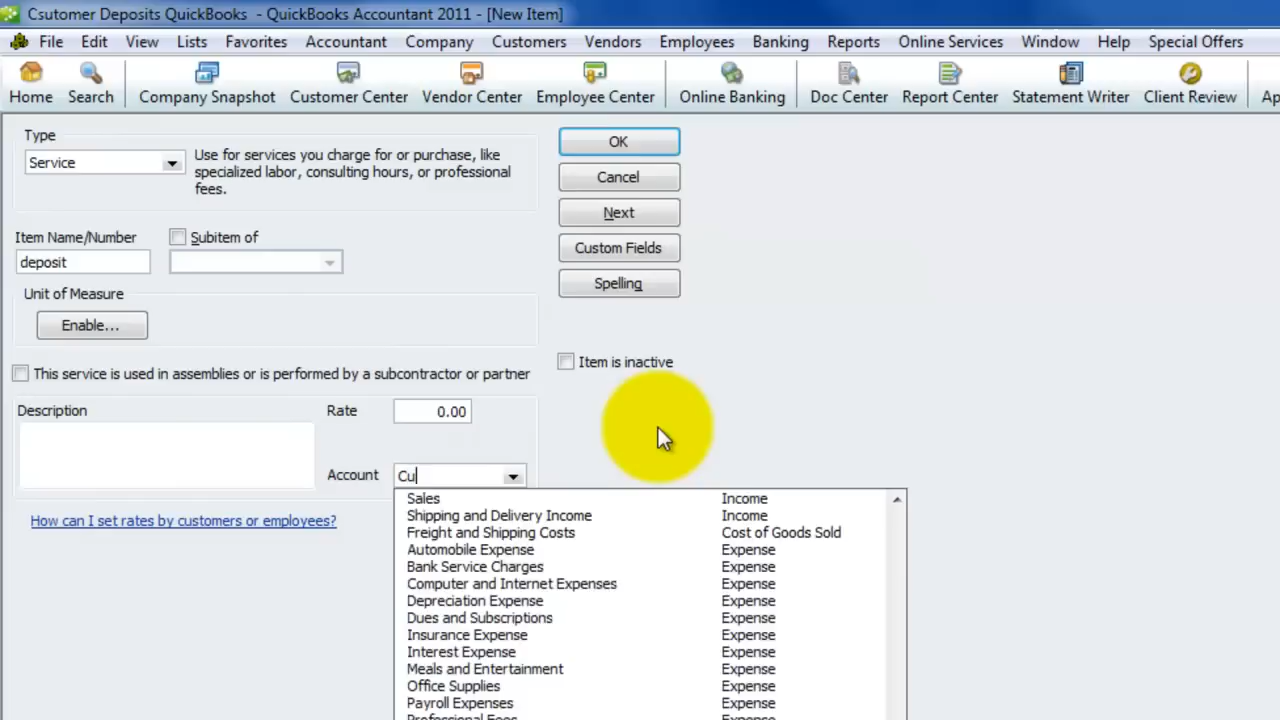 Csutomer Deposits QuickBooks - QuickBooks Accountant 2011 - [New Item]
File Edit View Lists Favorites Accountant Company Customers Vendors Employees Banking Reports Online Services Window Help Special Offers
Home Search Company Snapshot Customer Center Vendor Center Employee Center Online Banking Doc Center Report Center Statement Writer Client Review Ap
Type
Service
Use for services you charge for or purchase, like
specialized labor, consulting hours, or professional
fees.
OK
Cancel
Next
Custom Fields
Spelling
Item Name/Number
Subitem of
deposit
Unit of Measure
Enable...
Item is inactive
This service is used in assemblies or is performed by a subcontractor or partner
Description
Rate 0.00
Account Cu
How can I set rates by customers or employees?
Sales Income
Shipping and Delivery Income Income
Freight and Shipping Costs Cost of Goods Sold
Automobile Expense Expense
Bank Service Charges Expense
Computer and Internet Expenses Expense
Depreciation Expense Expense
Dues and Subscriptions Expense
Insurance Expense Expense
Interest Expense Expense
Meals and Entertainment Expense
Office Supplies Expense
Payroll Expenses Expense
Professional Fees Expense